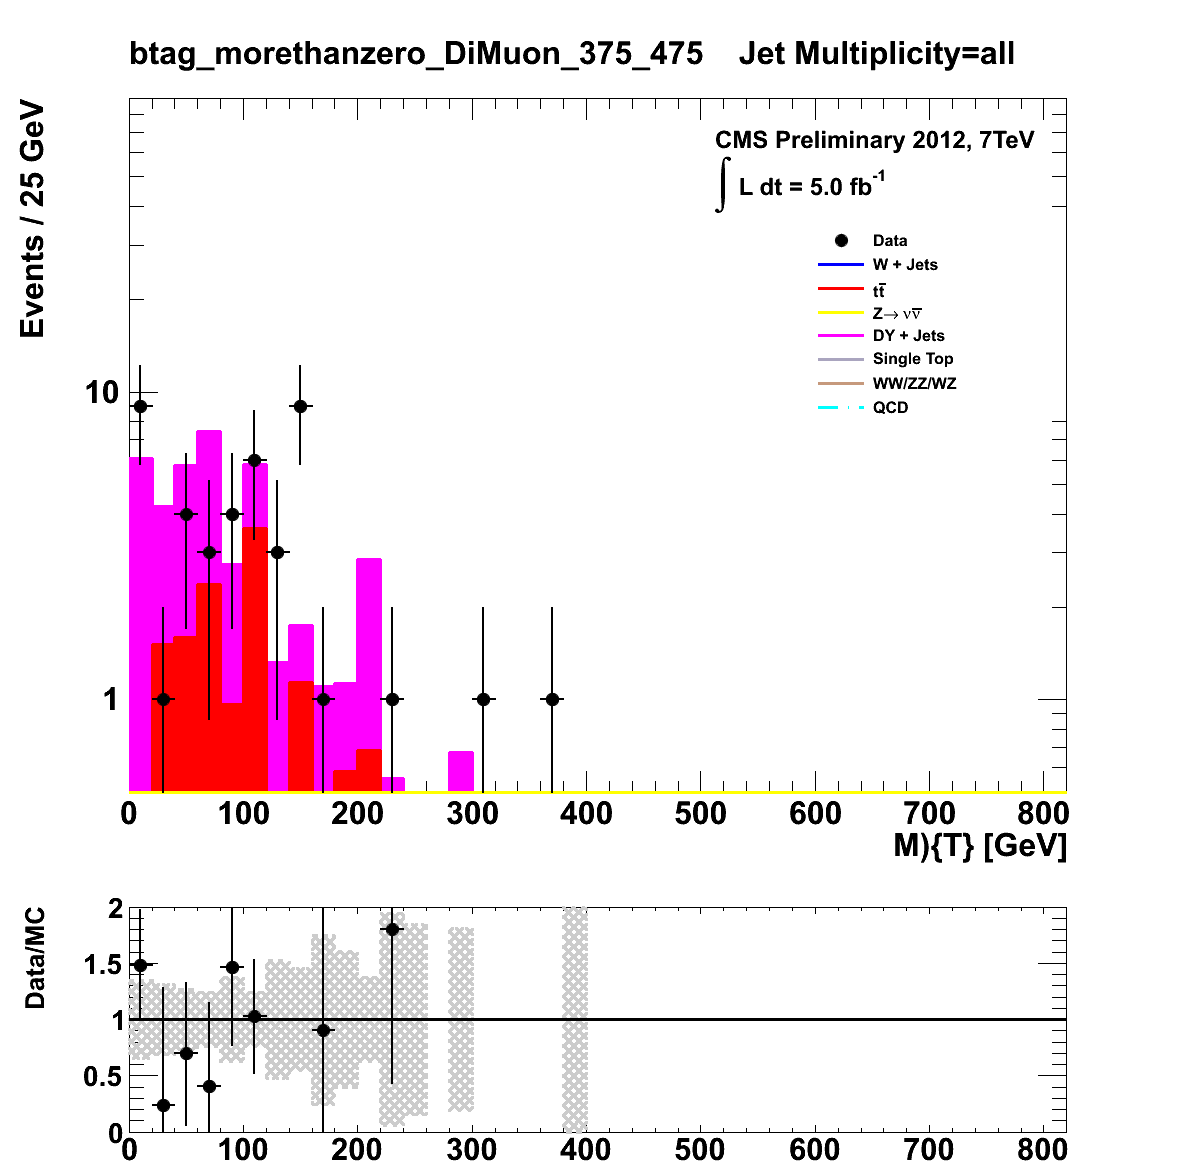 btag_morethanzero_DiMuon_375_475 Jet Multiplicity=all
Events / 25 GeV
CMS Preliminary 2012, 7TeV
∫ L dt = 5.0 fb-1
Data
W + Jets
tt̅
Z→ νν̅
DY + Jets
Single Top
WW/ZZ/WZ
QCD
10
1
0 100 200 300 400 500 600 700 800
M){T} [GeV]
Data/MC
2
1.5
1
0.5
0
0 100 200 300 400 500 600 700 800